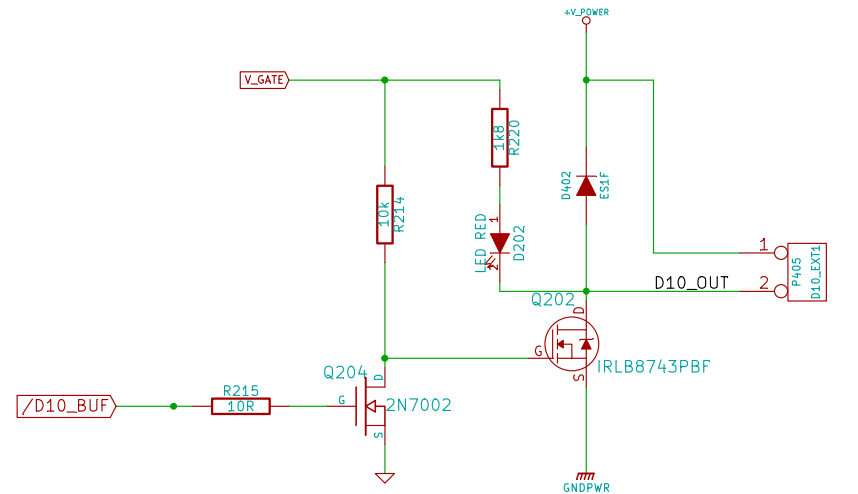 +V_POWER
V_GATE
1k8
R220
D402
ES1F
10k
R214
LED RED
1
2
D202
1
2
P405
D10_EXT1
D10_OUT
Q202
D
G
S
IRLB8743PBF
Q204
D
G
S
2N7002
R215
10R
/D10_BUF
GNDPWR